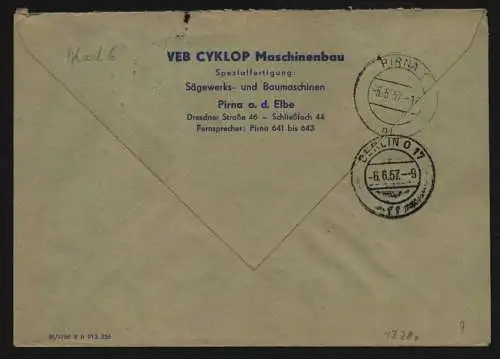 VEB CYKLOP Maschinenbau
Spezialfertigung:
Sägewerks- und Baumaschinen
Pirna a. d. Elbe
Dresdner Straße 46 – Schließfach 44
Fernsprecher: Pirna 641 bis 643
PIRNA
-6.6.57.-1
BERLIN O 17
-6.6.57.-9